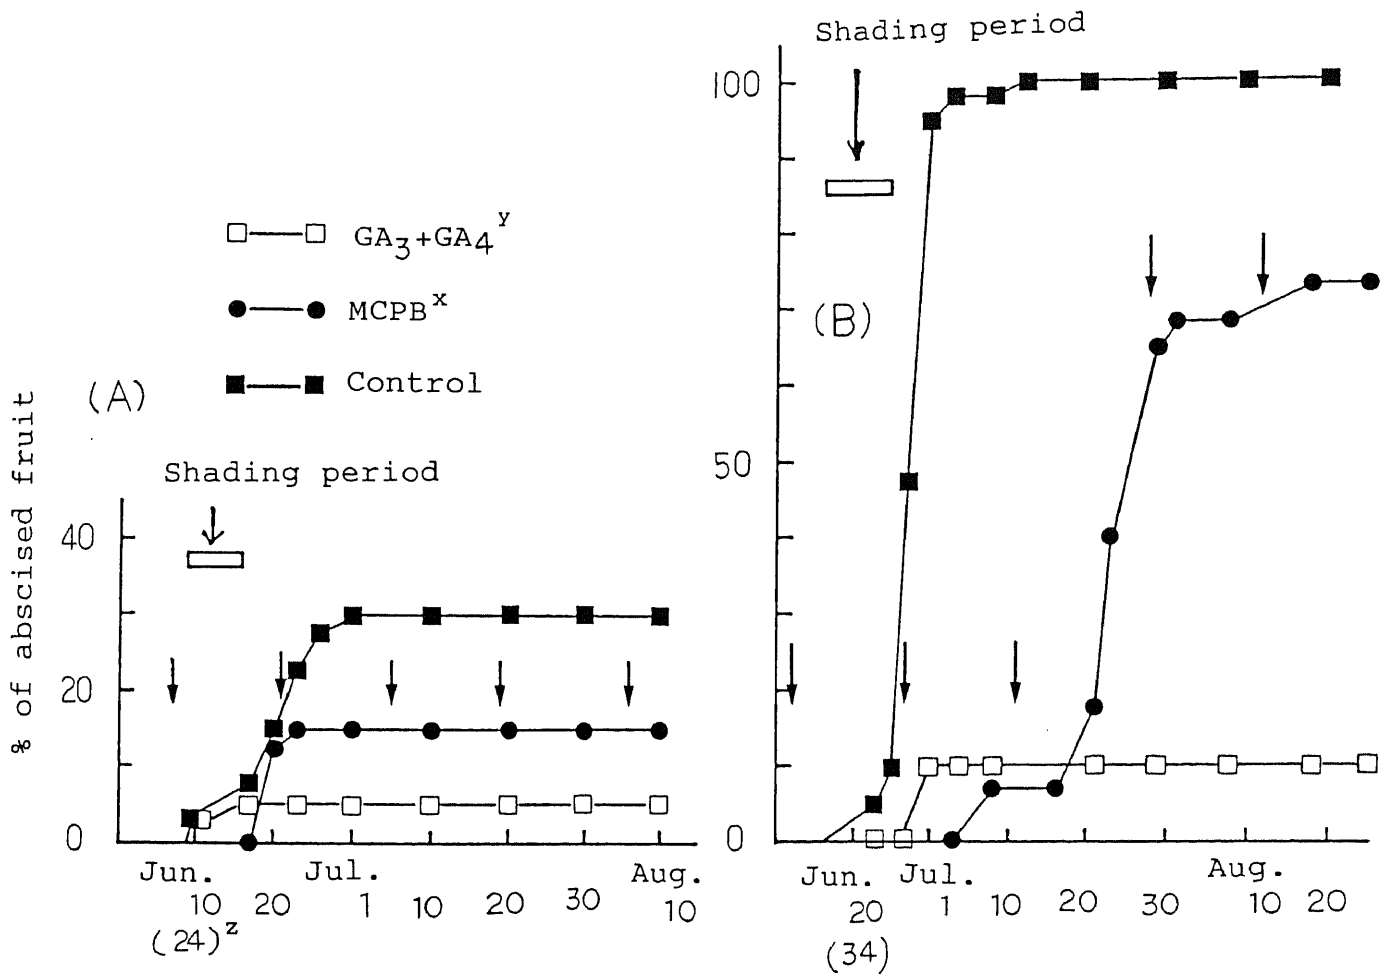 Shading period
100
50
0
(B)
GA3+GA4y
MCPBx
Control
(A)
Shading period
% of abscised fruit
40
20
0
Jun. Jul. Aug.
10 20 1 10 20 30 10
(24)z
Jun. Jul. Aug.
20 1 10 20 30 10 20
(34)